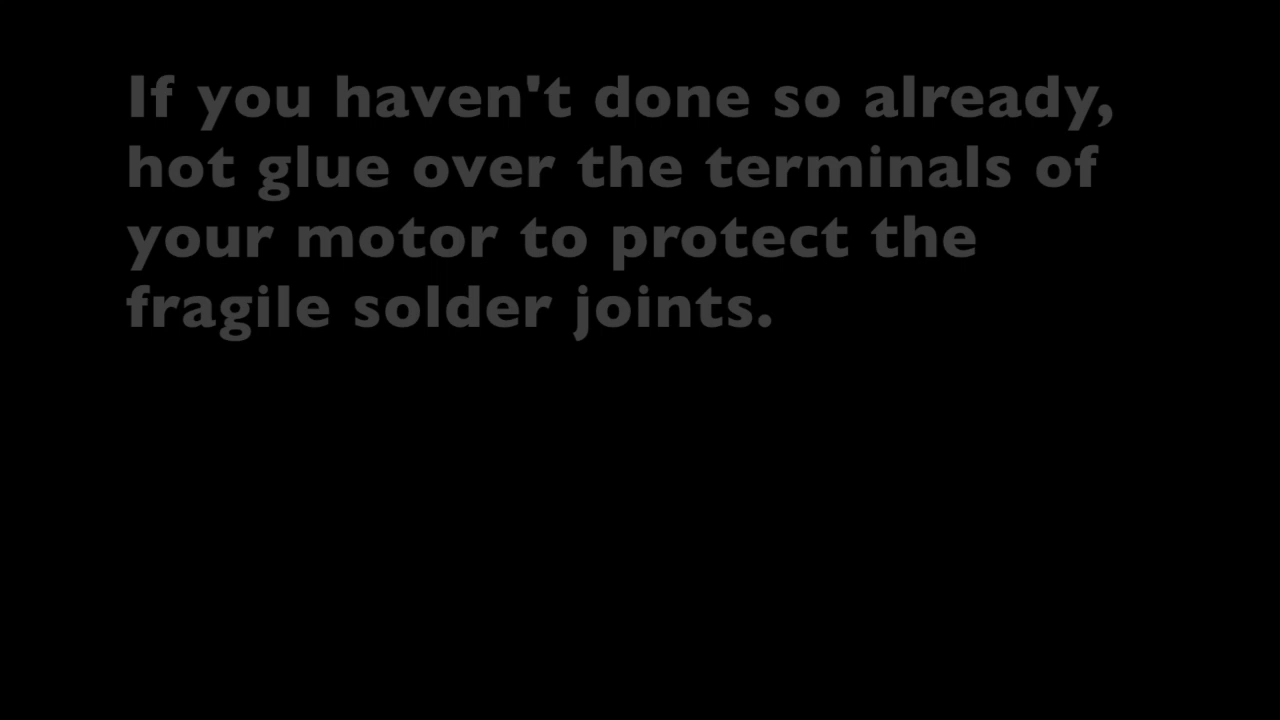 If you haven't done so already,
hot glue over the terminals of
your motor to protect the
fragile solder joints.